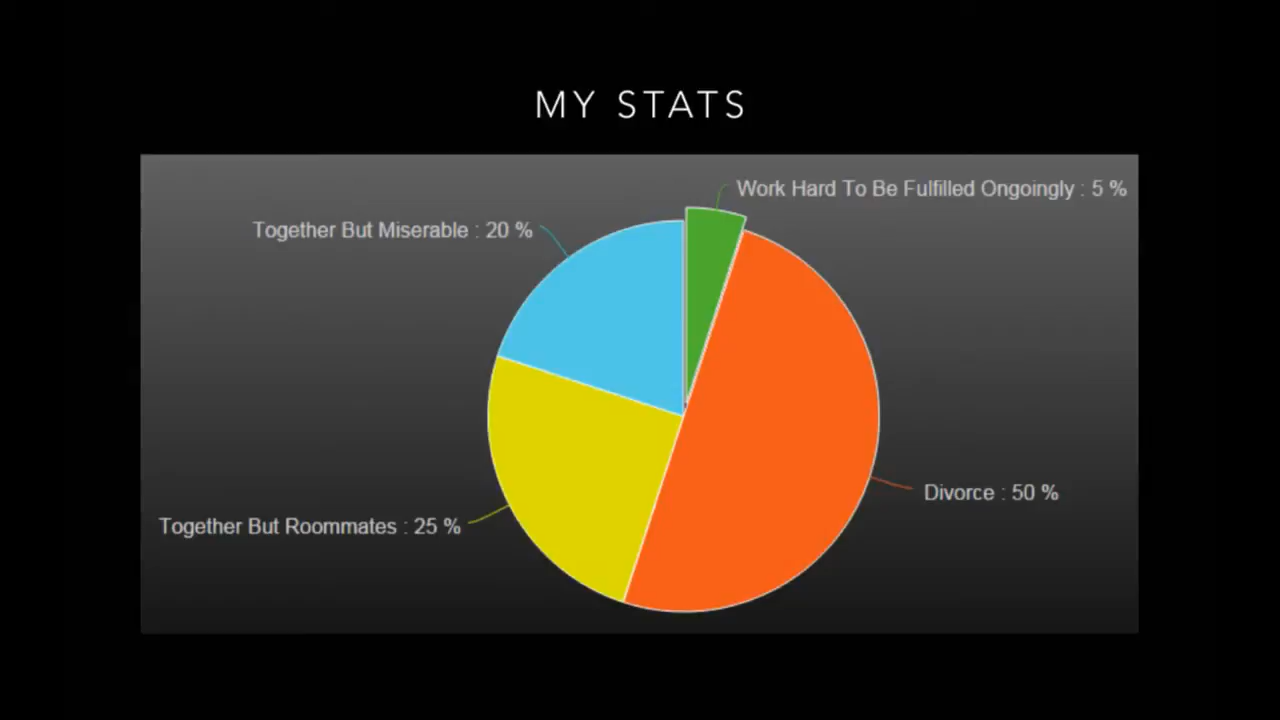 MY STATS
Work Hard To Be Fulfilled Ongoingly : 5 %
Together But Miserable : 20 %
Divorce : 50 %
Together But Roommates : 25 %